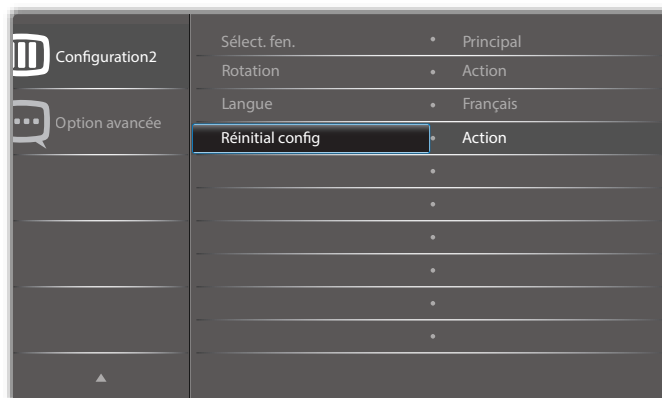 Configuration2
Option avancée
Sélect. fen. • Principal
Rotation • Action
Langue • Français
Réinitial config • Action